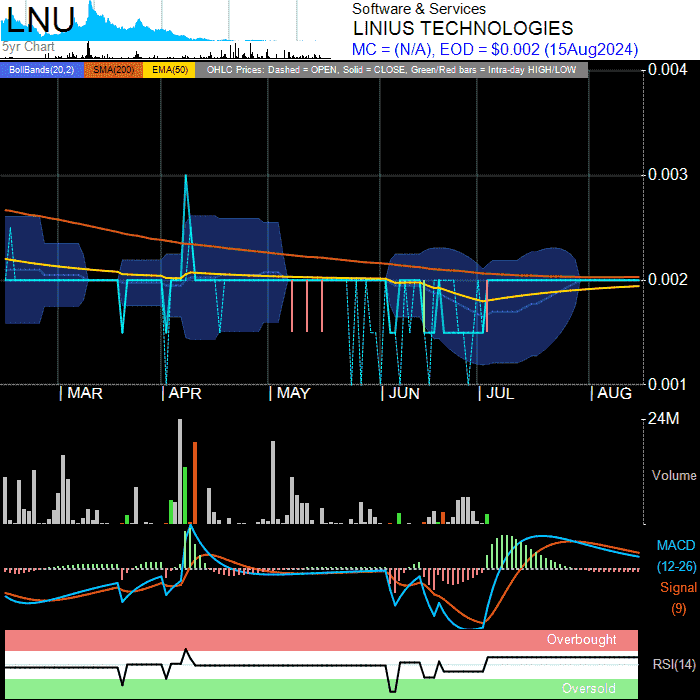 LNU
5yr Chart
Software & Services
LINIUS TECHNOLOGIES
MC = (N/A), EOD = $0.002 (15Aug2024)
BollBands(20,2) SMA(200) EMA(50) OHLC Prices: Dashed = OPEN, Solid = CLOSE, Green/Red bars = Intra-day HIGH/LOW
0.004
0.003
0.002
0.001
| MAR | APR | MAY | JUN | JUL | AUG
24M
Volume
MACD
(12-26)
Signal
(9)
Overbought
RSI(14)
Oversold